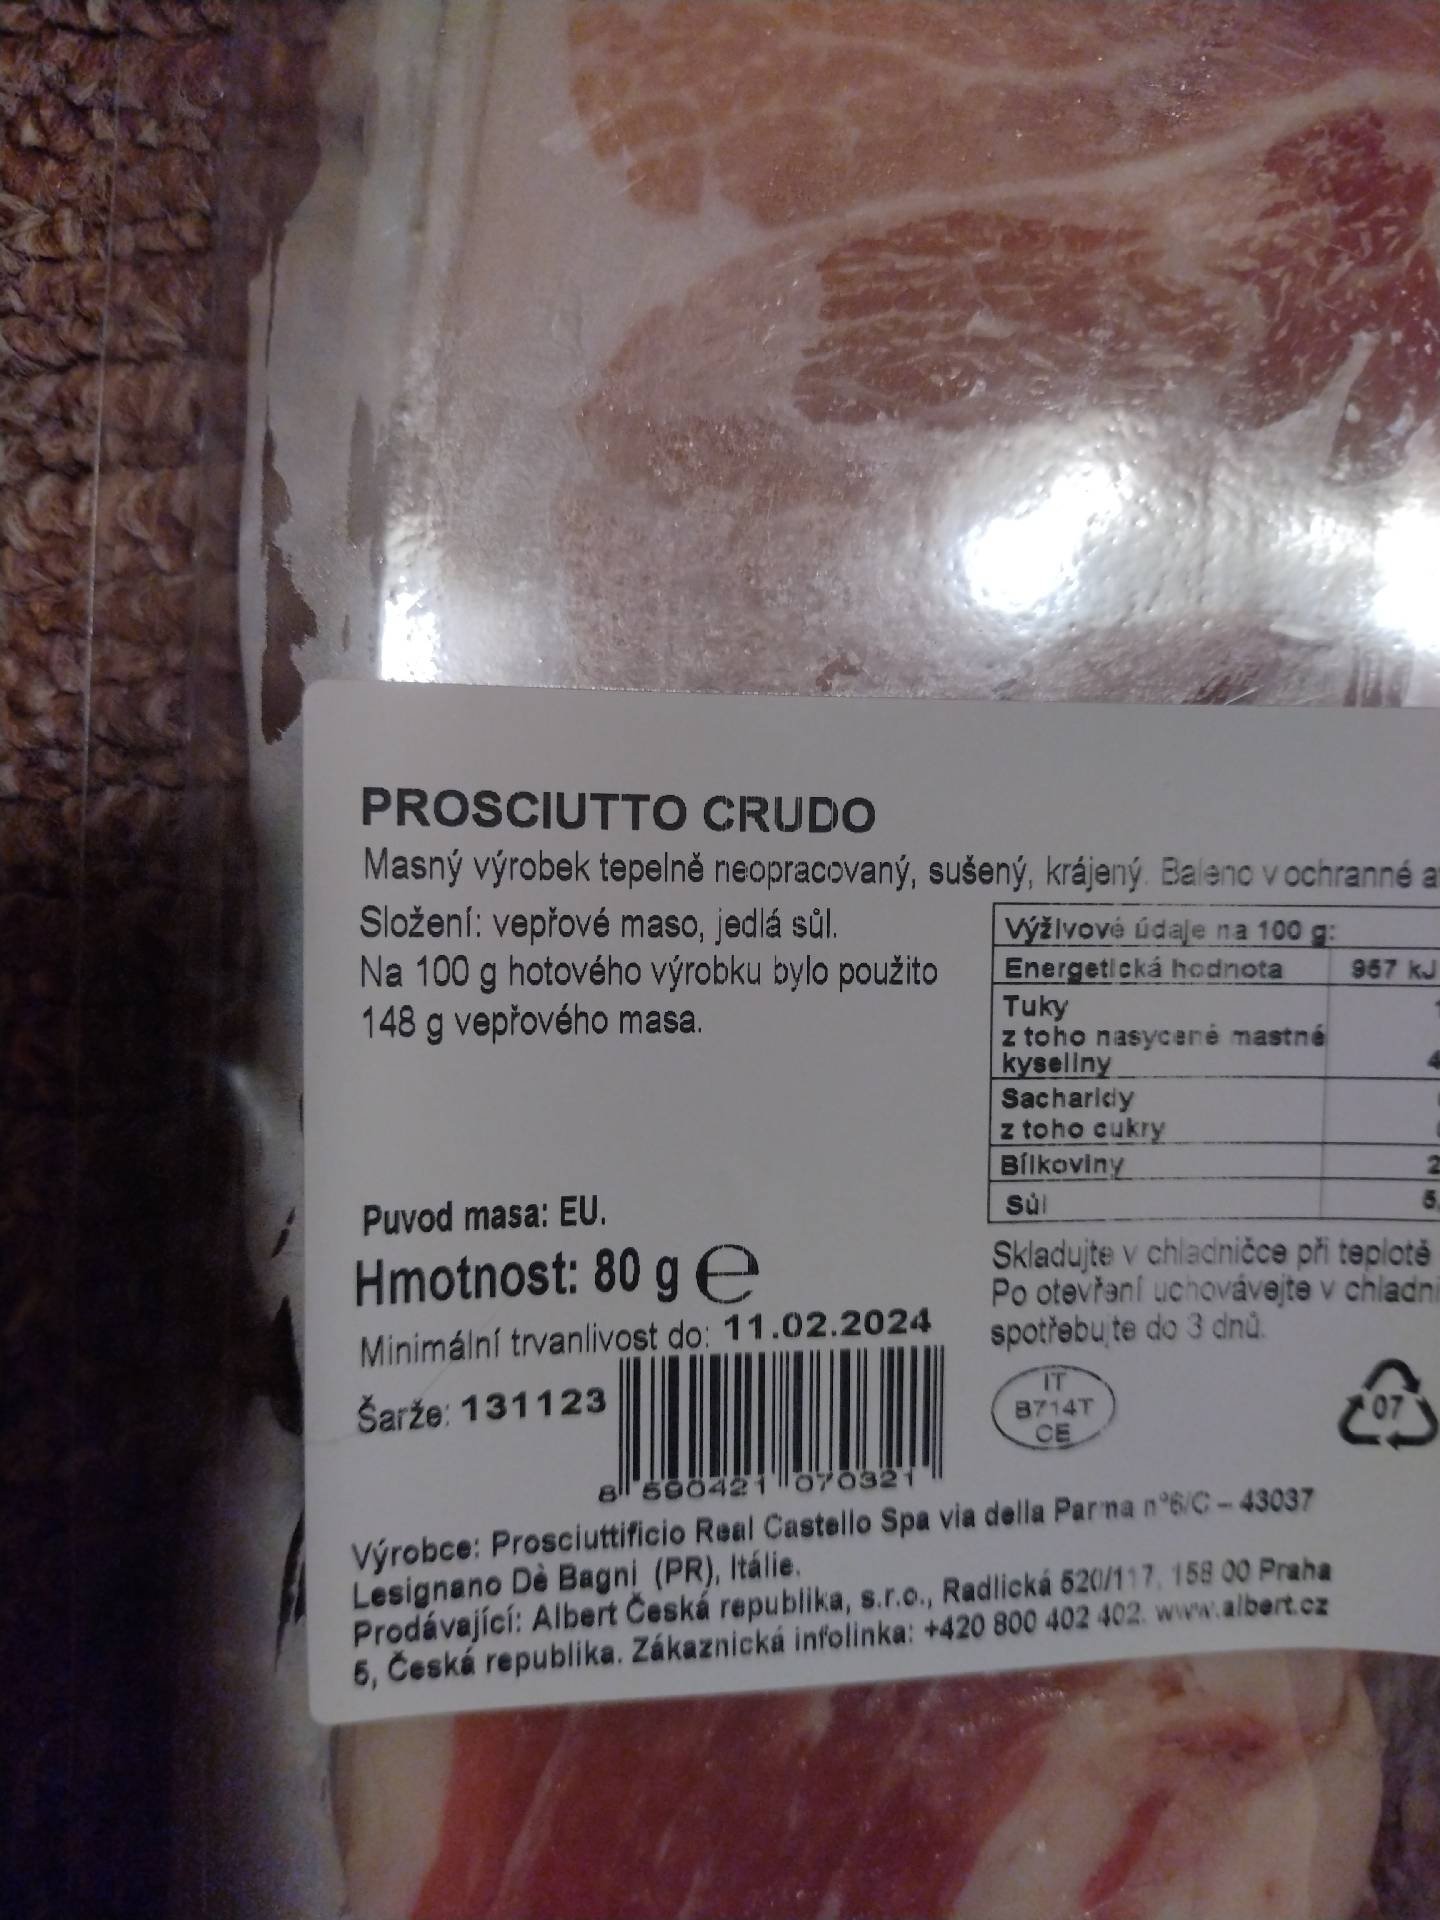 PROSCIUTTO CRUDO
Masný výrobek tepelně neopracovaný, sušený, krájený. Baleno v ochranné
Složení: vepřové maso, jedlá sůl.
Na 100 g hotového výrobku bylo použito
148 g vepřového masa.
Výživové údaje na 100 g:
Energetická hodnota 957 kJ
Tuky
z toho nasycené mastné
kyseliny
Sacharidy
z toho cukry
Bílkoviny
Sůl
Puvod masa: EU.
Hmotnost: 80 g e
Minimální trvanlivost do: 11.02.2024
Šarže: 131123
8 590421 070321
Skladujte v chladničce při teplotě
Po otevření uchovávejte v
spotřebujte do 3 dnů.
IT
B714T
CE
07
Výrobce: Prosciuttificio Real Castello Spa via della Parma n°6/C – 43037
Lesignano Dè Bagni (PR), Itálie.
Prodávající: Albert Česká republika, s.r.o., Radlická 520/117, 158 00 Praha
5, Česká republika. Zákaznická infolinka: +420 800 402 402. www.albert.cz